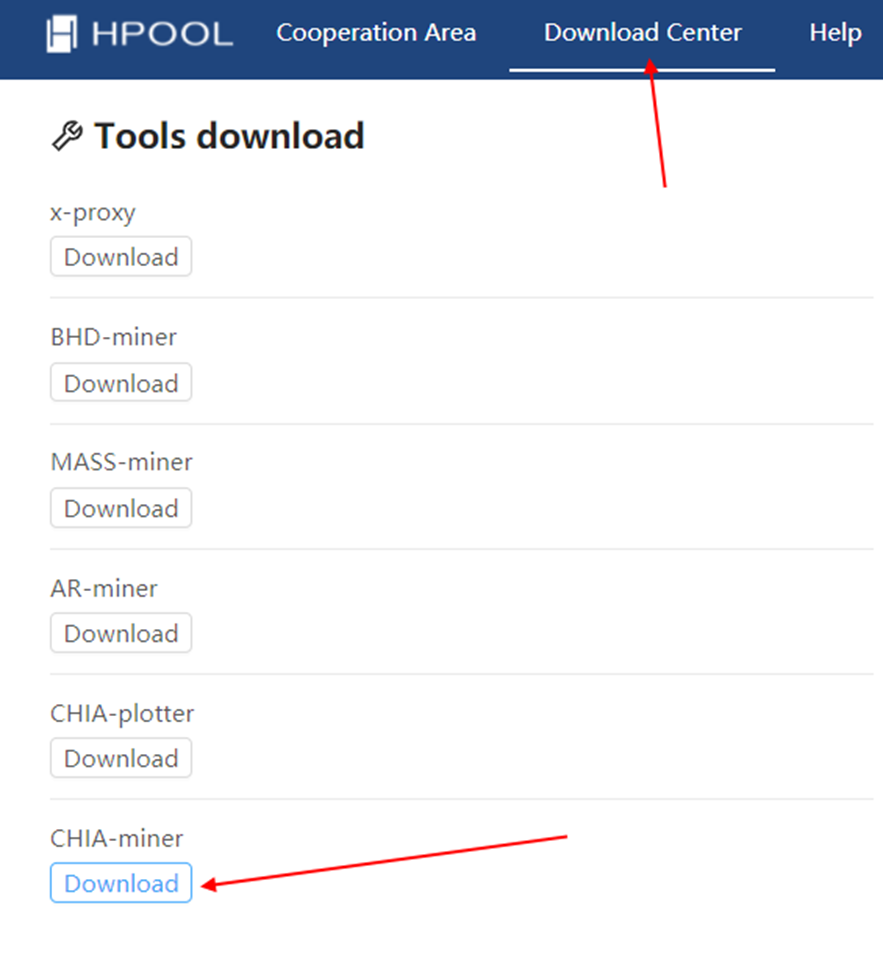 HPOOL Cooperation Area Download Center Help
Tools download
x-proxy
Download
BHD-miner
Download
MASS-miner
Download
AR-miner
Download
CHIA-plotter
Download
CHIA-miner
Download